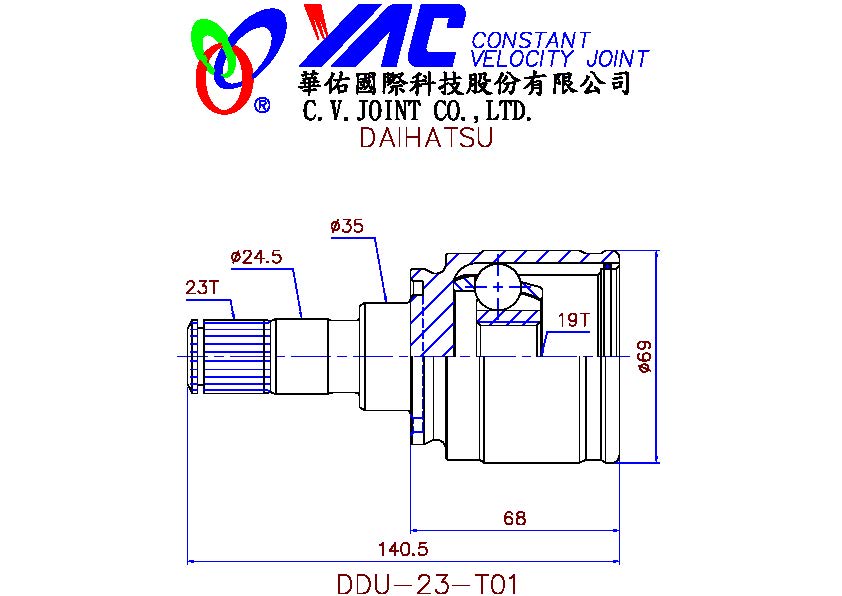 YAC CONSTANT
VELOCITY JOINT
®
華佑國際科技股份有限公司
C.V.JOINT CO.,LTD.
DAIHATSU
ø35
ø24.5
23T
19T
ø69
68
140.5
DDU-23-T01